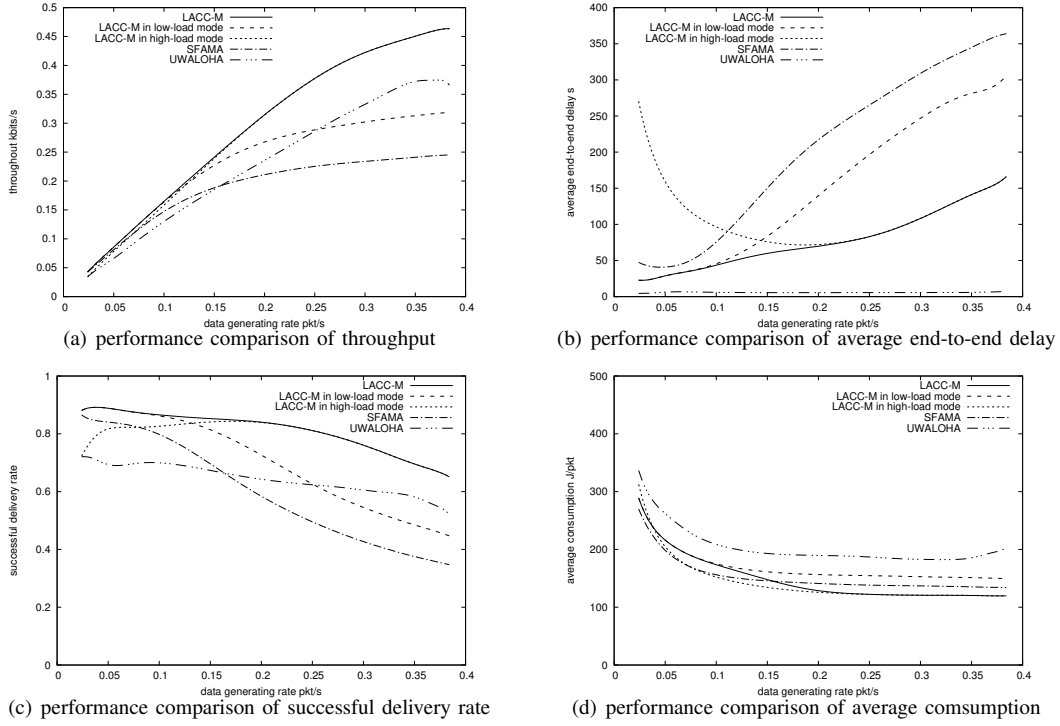 0.5
0.45
0.4
0.35
0.3
0.25
0.2
0.15
0.1
0.05
0
throughout kbits/s
LACC-M
LACC-M in low-load mode
LACC-M in high-load mode
SFAMA
UWALOHA
0 0.05 0.1 0.15 0.2 0.25 0.3 0.35 0.4
data generating rate pkt/s
(a) performance comparison of throughput
400
350
300
250
200
150
100
50
0
average end-to-end delay s
LACC-M
LACC-M in low-load mode
LACC-M in high-load mode
SFAMA
UWALOHA
0 0.05 0.1 0.15 0.2 0.25 0.3 0.35 0.4
data generating rate pkt/s
(b) performance comparison of average end-to-end delay
1
0.8
0.6
0.4
0.2
0
successful delivery rate
LACC-M
LACC-M in low-load mode
LACC-M in high-load mode
SFAMA
UWALOHA
0 0.05 0.1 0.15 0.2 0.25 0.3 0.35 0.4
data generating rate pkt/s
(c) performance comparison of successful delivery rate
500
400
300
200
100
0
average consumption J/pkt
LACC-M
LACC-M in low-load mode
LACC-M in high-load mode
SFAMA
UWALOHA
0 0.05 0.1 0.15 0.2 0.25 0.3 0.35 0.4
data generating rate pkt/s
(d) performance comparison of average comsumption